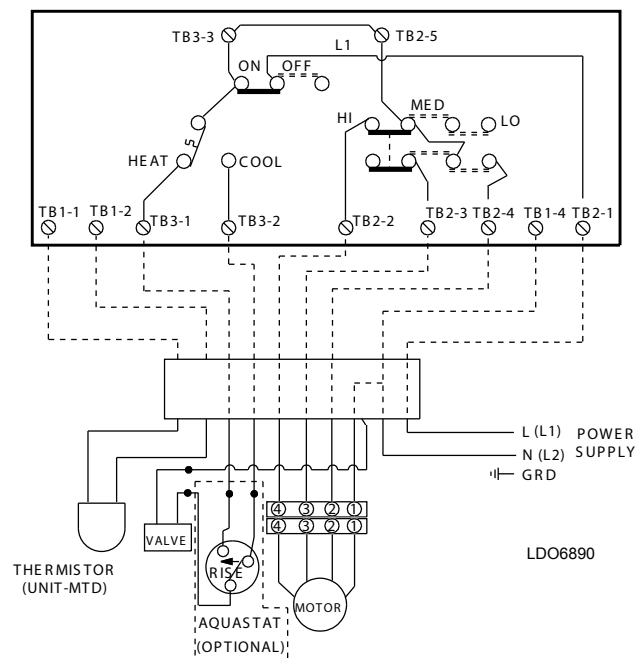 TB3-3
TB2-5
L1
ON OFF
MED
HI
LO
HEAT
COOL
TB1-1 TB1-2 TB3-1 TB3-2 TB2-2 TB2-3 TB2-4 TB1-4 TB2-1
L (L1) POWER
N (L2) SUPPLY
GRD
4 3 2 1
4 3 2 1
VALVE
LDO6890
THERMISTOR
(UNIT-MTD)
RISE
MOTOR
AQUASTAT
(OPTIONAL)